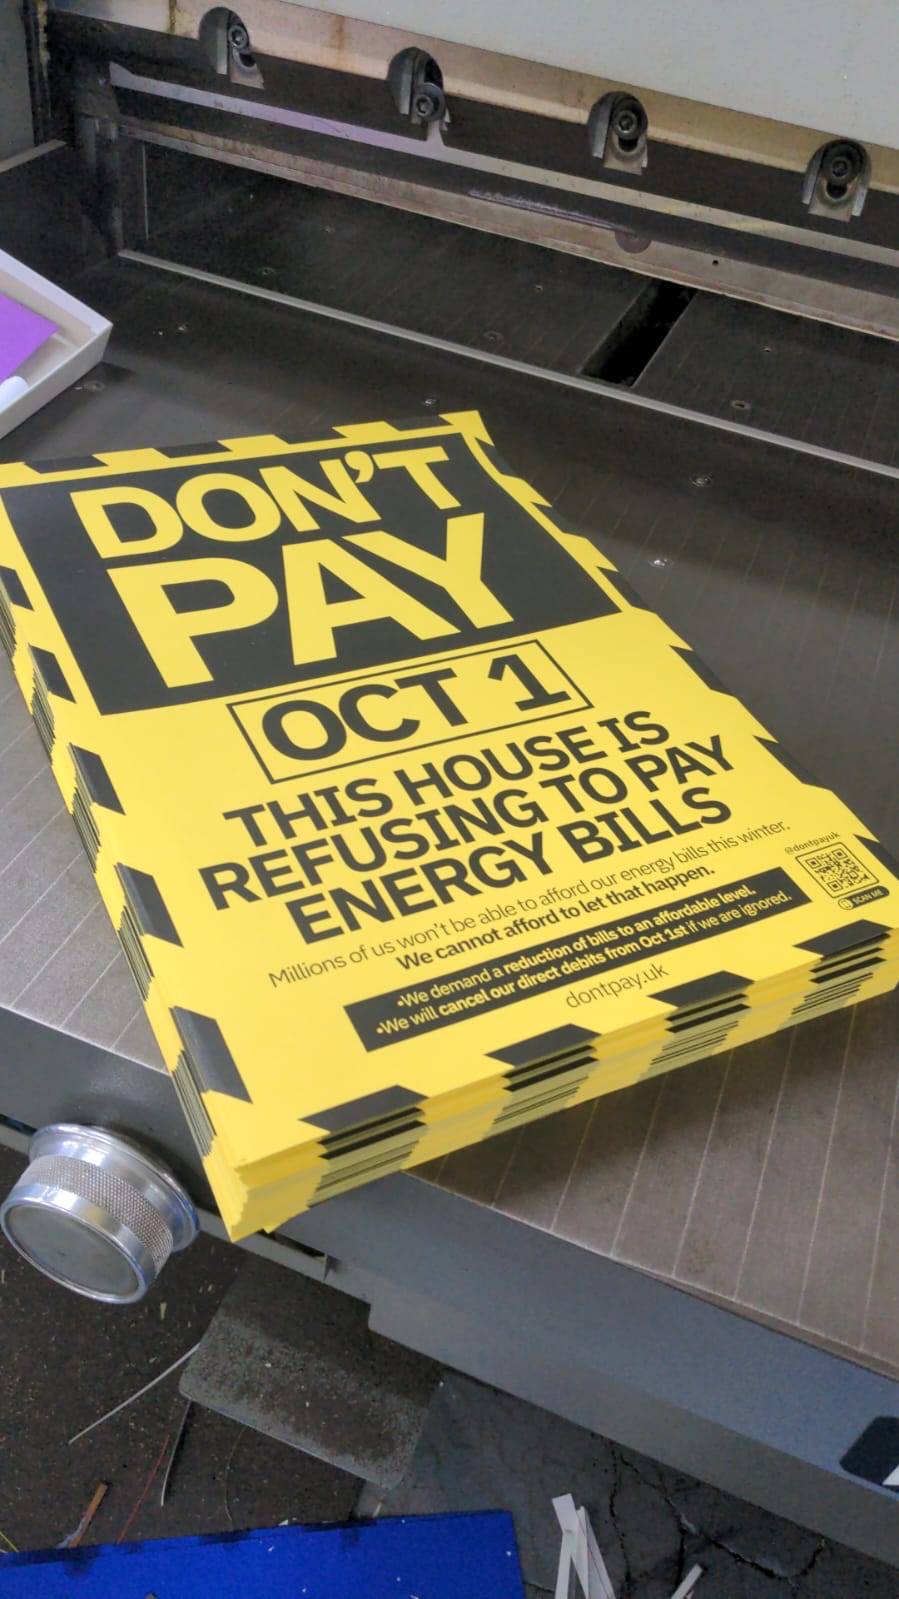 DON'T
PAY
OCT 1
THIS HOUSE IS
REFUSING TO PAY
ENERGY BILLS
Millions of us won't be able to afford our energy bills this winter.
We cannot afford to let that happen.
•We demand a reduction of bills to an affordable level.
•We will cancel our direct debits from Oct 1st if we are ignored.
dontpay.uk
@dontpayuk
SCAN ME